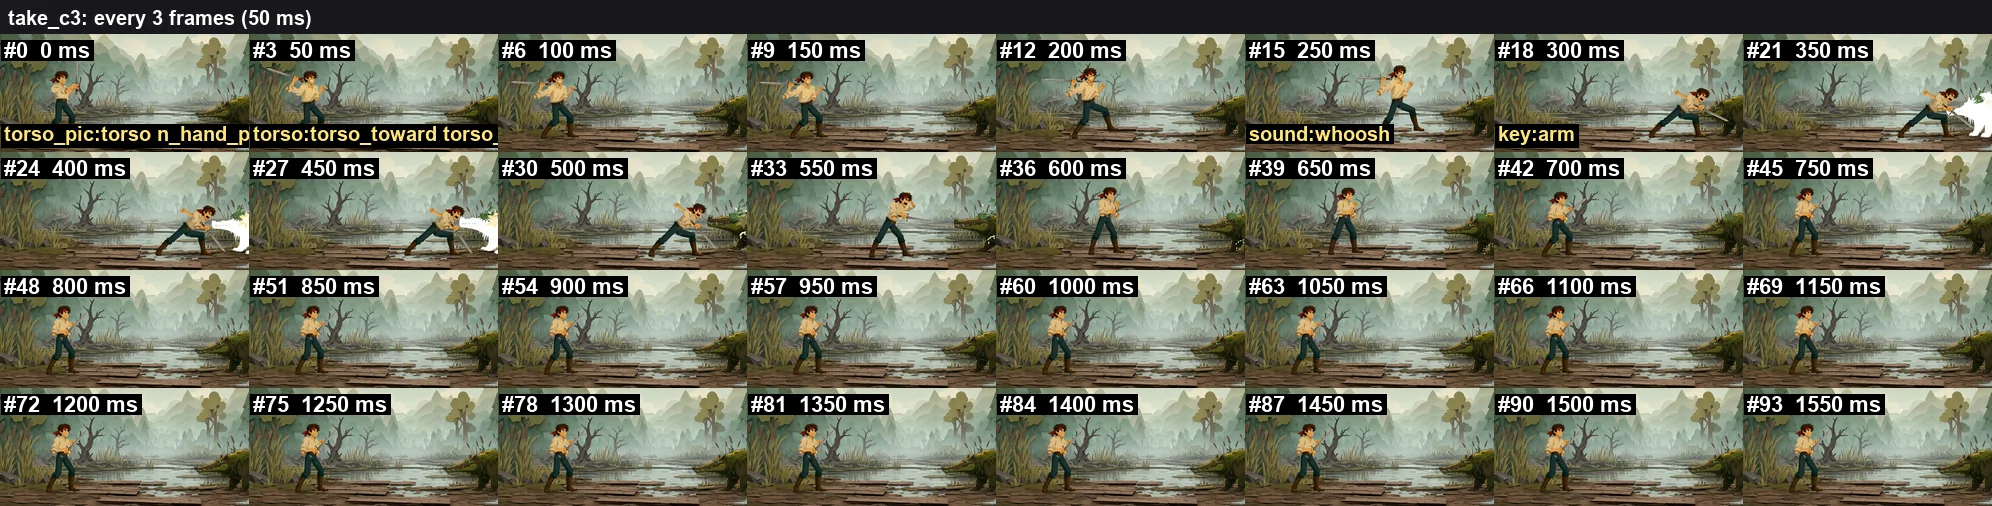 take_c3: every 3 frames (50 ms)
#0 0 ms
#3 50 ms
#6 100 ms
#9 150 ms
#12 200 ms
#15 250 ms
#18 300 ms
#21 350 ms
torso_pic:torso n_hand_p
torso:torso_toward torso_
sound:whoosh
key:arm
#24 400 ms
#27 450 ms
#30 500 ms
#33 550 ms
#36 600 ms
#39 650 ms
#42 700 ms
#45 750 ms
#48 800 ms
#51 850 ms
#54 900 ms
#57 950 ms
#60 1000 ms
#63 1050 ms
#66 1100 ms
#69 1150 ms
#72 1200 ms
#75 1250 ms
#78 1300 ms
#81 1350 ms
#84 1400 ms
#87 1450 ms
#90 1500 ms
#93 1550 ms